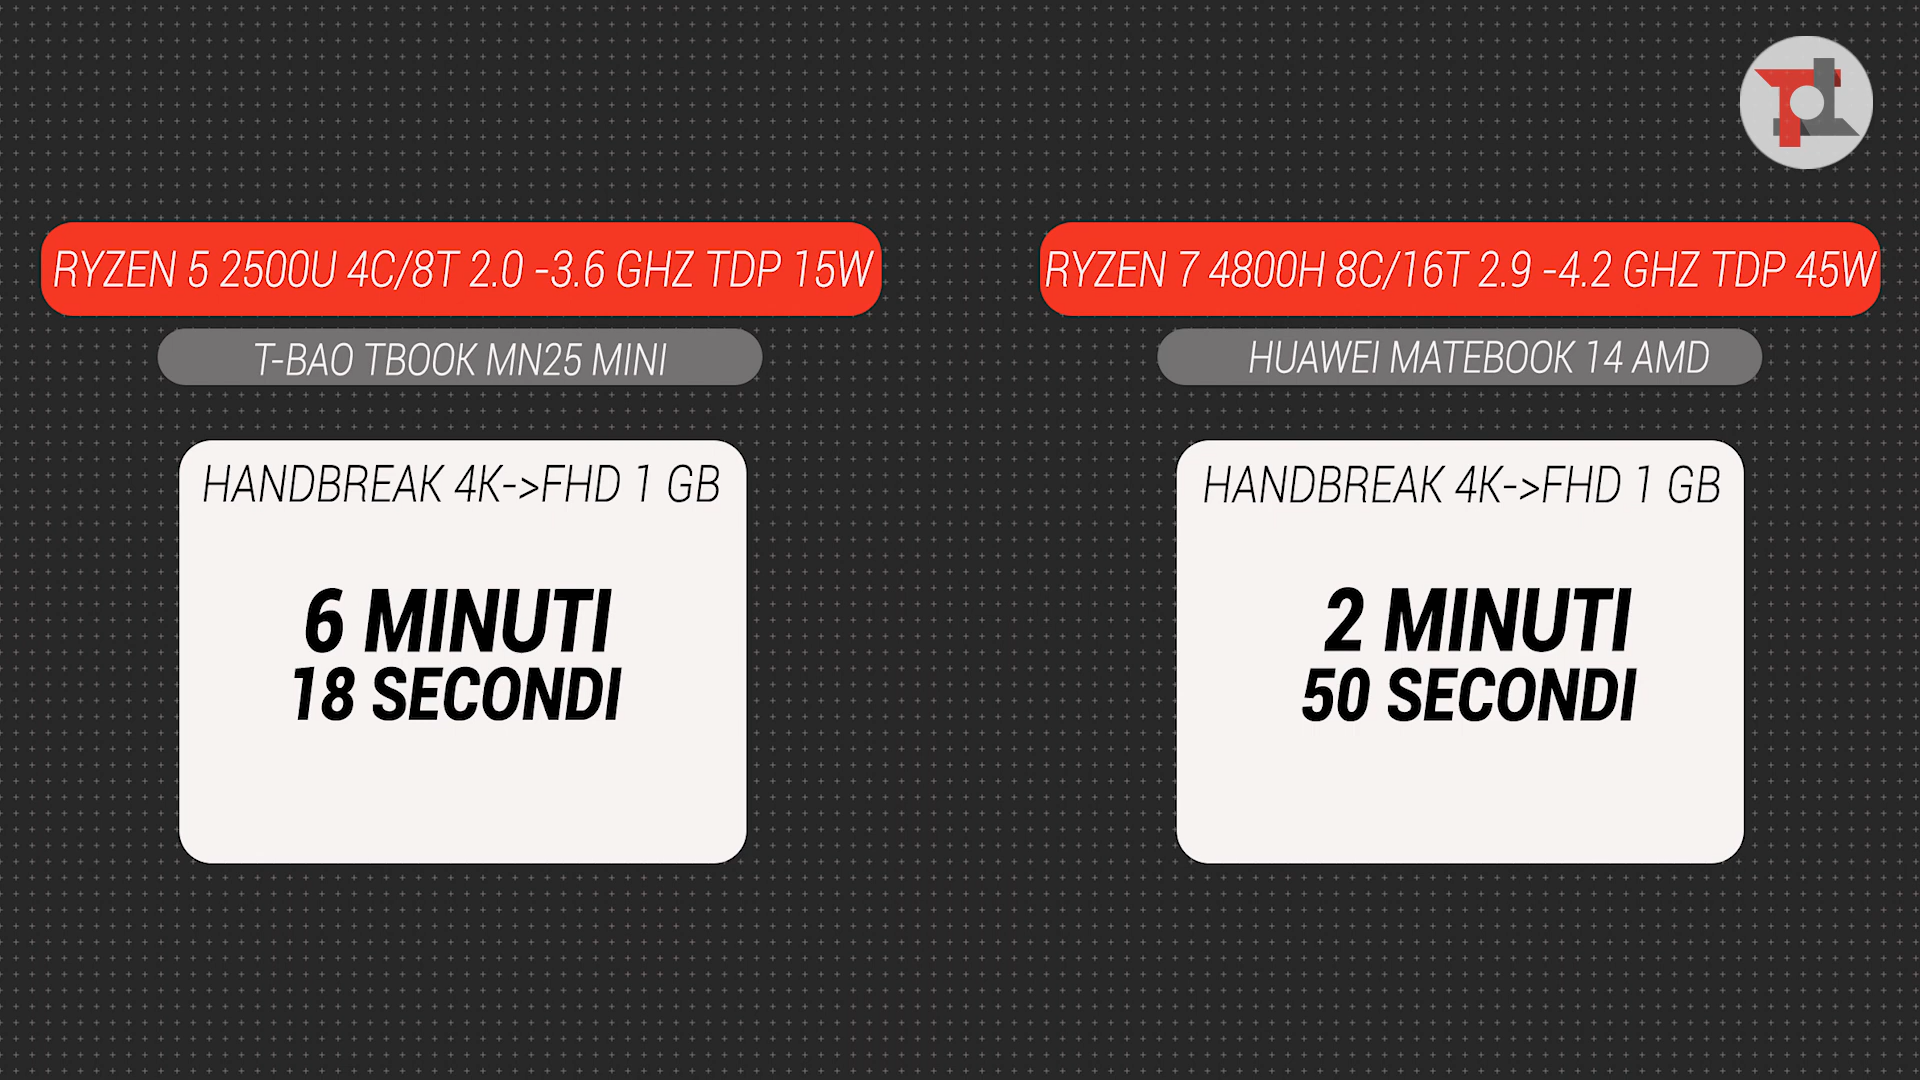 RYZEN 5 2500U 4C/8T 2.0 -3.6 GHZ TDP 15W
T-BAO TBOOK MN25 MINI
HANDBREAK 4K->FHD 1 GB
6 MINUTI
18 SECONDI
RYZEN 7 4800H 8C/16T 2.9 -4.2 GHZ TDP 45W
HUAWEI MATEBOOK 14 AMD
HANDBREAK 4K->FHD 1 GB
2 MINUTI
50 SECONDI